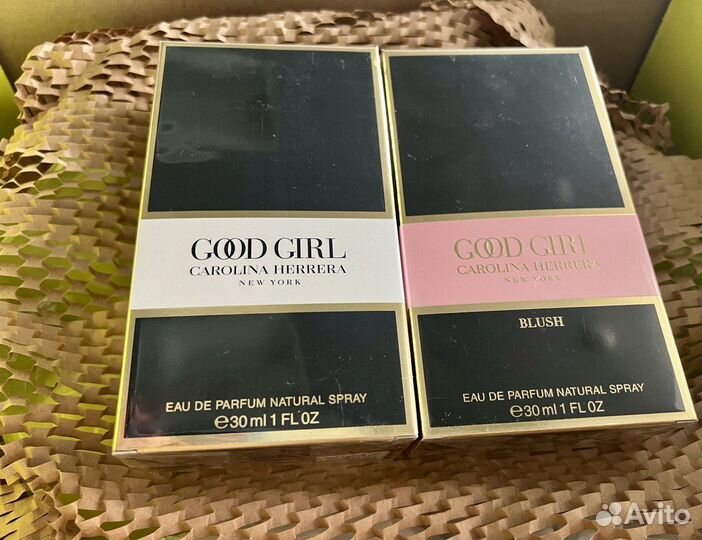 GOOD GIRL
CAROLINA HERRERA
NEW YORK
EAU DE PARFUM NATURAL SPRAY
℮30 ml 1 FL OZ
GOOD GIRL
CAROLINA HERRERA
NEW YORK
BLUSH
EAU DE PARFUM NATURAL SPRAY
℮30 ml 1 FL OZ
Avito